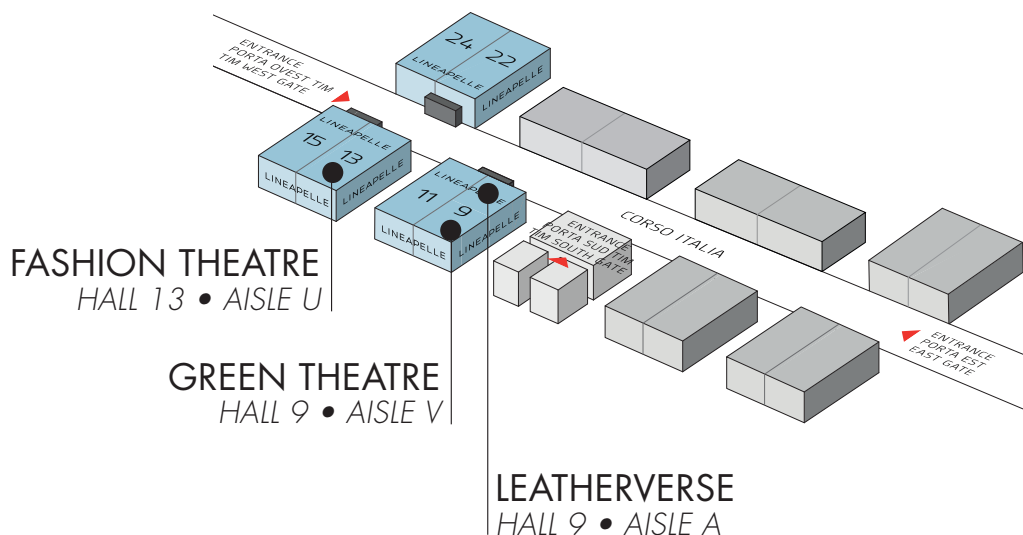 ENTRANCE
PORTA OVEST TIM
TIM WEST GATE
24 22
LINEAPELLE LINEAPELLE
LINEAPELLE
15 13
LINEAPELLE LINEAPELLE
LINEAPELLE
11 9
LINEAPELLE LINEAPELLE
CORSO ITALIA
ENTRANCE
PORTA SUD TIM
TIM SOUTH GATE
ENTRANCE
PORTA EST
EAST GATE
FASHION THEATRE
HALL 13 • AISLE U
GREEN THEATRE
HALL 9 • AISLE V
LEATHERVERSE
HALL 9 • AISLE A